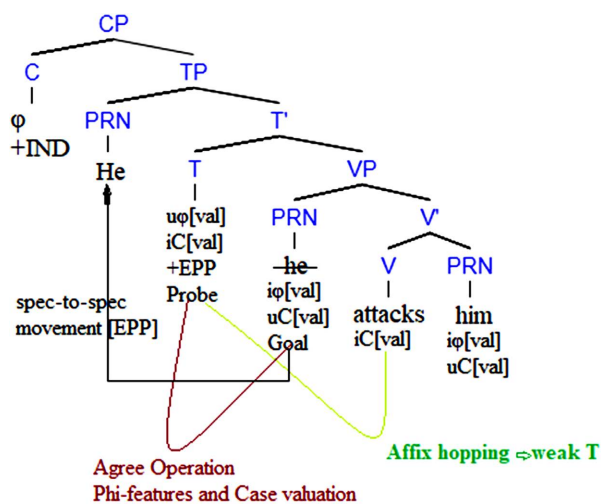 CP
C TP
φ PRN T'
+IND
He T VP
uφ[val] PRN V'
iC[val]
+EPP he V PRN
Probe iφ[val]
spec-to-spec uC[val] attacks him
movement [EPP] Goal iC[val] iφ[val]
uC[val]
Affix hopping ⇨weak T
Agree Operation
Phi-features and Case valuation